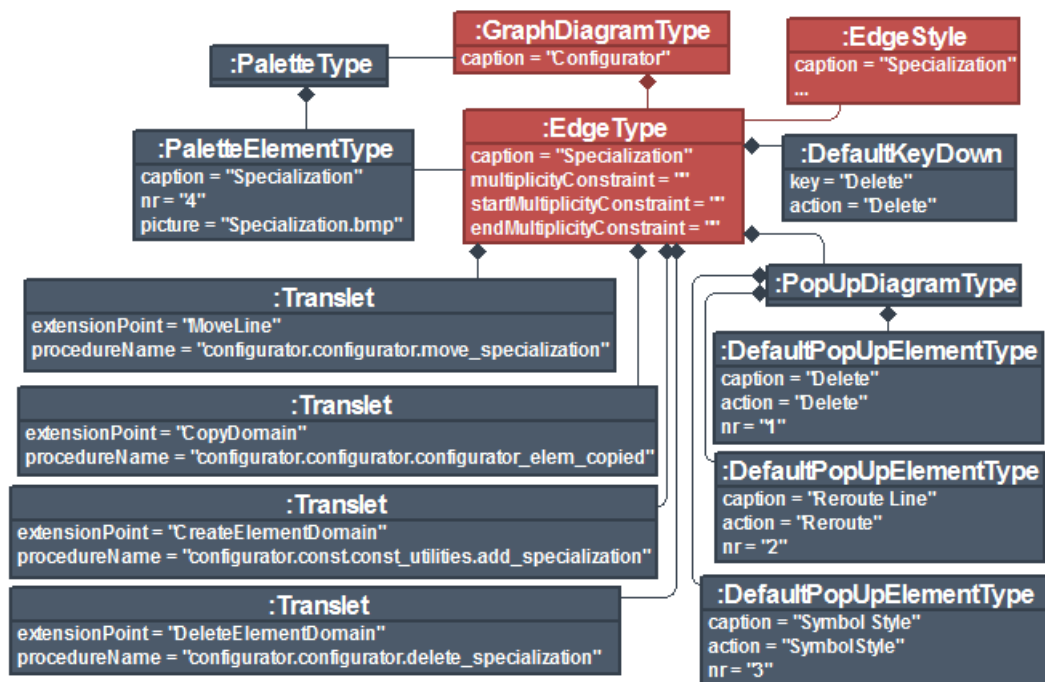 :GraphDiagramType
caption = "Configurator"
:EdgeStyle
caption = "Specialization"
...
:PaletteType
:PaletteElementType
caption = "Specialization"
nr = "4"
picture = "Specialization.bmp"
:EdgeType
caption = "Specialization"
multiplicityConstraint = ""
startMultiplicityConstraint = ""
endMultiplicityConstraint = ""
:DefaultKeyDown
key = "Delete"
action = "Delete"
:PopUpDiagramType
:Translet
extensionPoint = "MoveLine"
procedureName = "configurator.configurator.move_specialization"
:DefaultPopUpElementType
caption = "Delete"
action = "Delete"
nr = "1"
:Translet
extensionPoint = "CopyDomain"
procedureName = "configurator.configurator.configurator_elem_copied"
:DefaultPopUpElementType
caption = "Reroute Line"
action = "Reroute"
nr = "2"
:Translet
extensionPoint = "CreateElementDomain"
procedureName = "configurator.const.const_utilities.add_specialization"
:DefaultPopUpElementType
caption = "Symbol Style"
action = "SymbolStyle"
nr = "3"
:Translet
extensionPoint = "DeleteElementDomain"
procedureName = "configurator.configurator.delete_specialization"